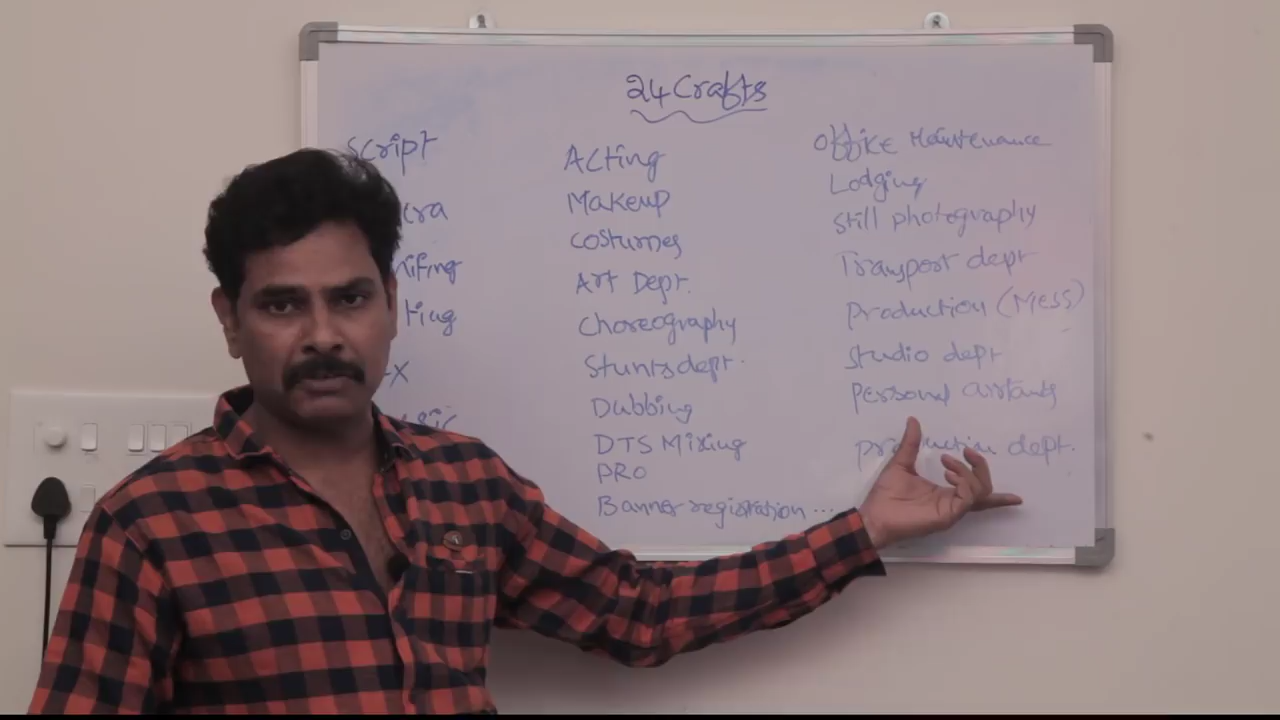 24 Crafts
Script
Acting
Makeup
Costumes
Art Dept.
Choreography
Stunts dept.
Dubbing
DTS Mixing
PRO
Banner registration ...
Office Maintenance
Lodging
Still photography
Transport dept
Production (Mess)
Studio dept
Personal
production dept.